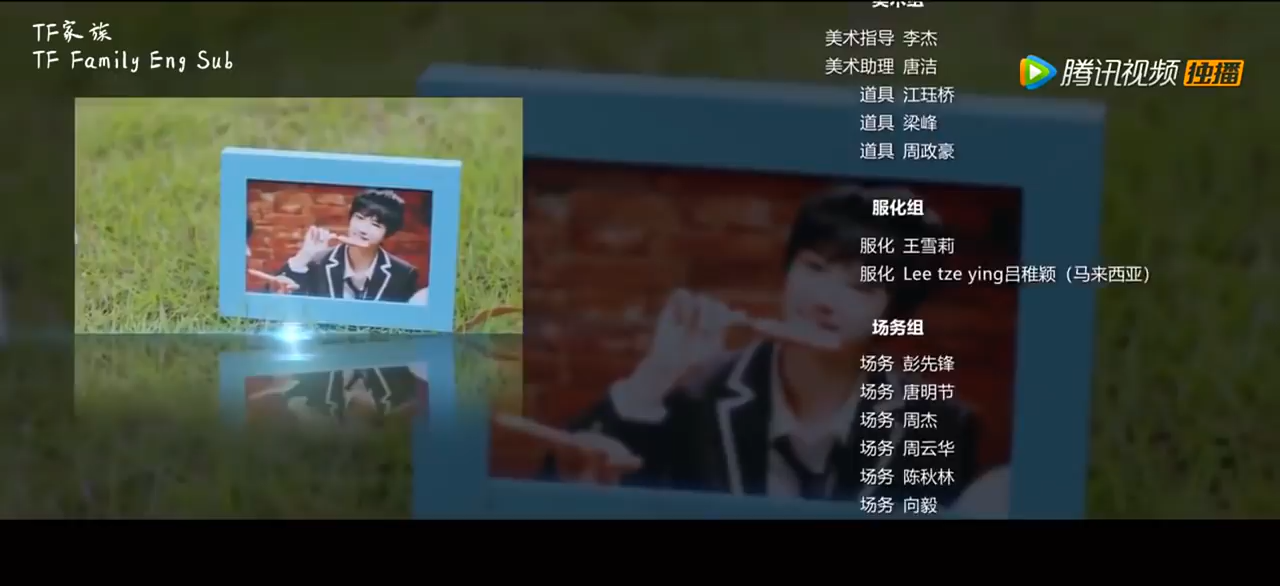 TF家族
TF Family Eng Sub
美术组
美术指导 李杰
美术助理 唐洁
道具 江珏桥
道具 梁峰
道具 周政豪
腾讯视频 独播
服化组
服化 王雪莉
服化 Lee tze ying吕稚颖（马来西亚）
场务组
场务 彭先锋
场务 唐明节
场务 周杰
场务 周云华
场务 陈秋林
场务 向毅